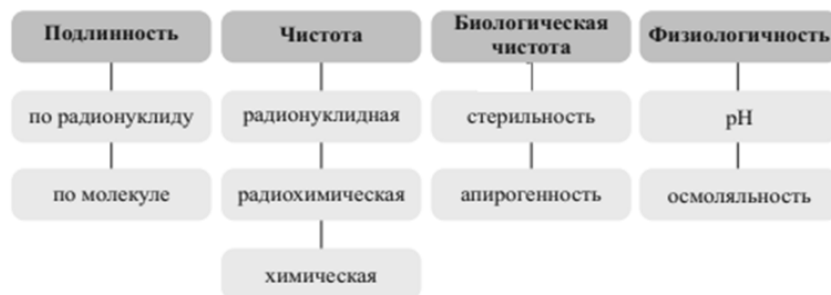 Подлинность
по радионуклиду
по молекуле
Чистота
радионуклидная
радиохимическая
химическая
Биологическая
чистота
стерильность
апирогенность
Физиологичность
pH
осмоляльность